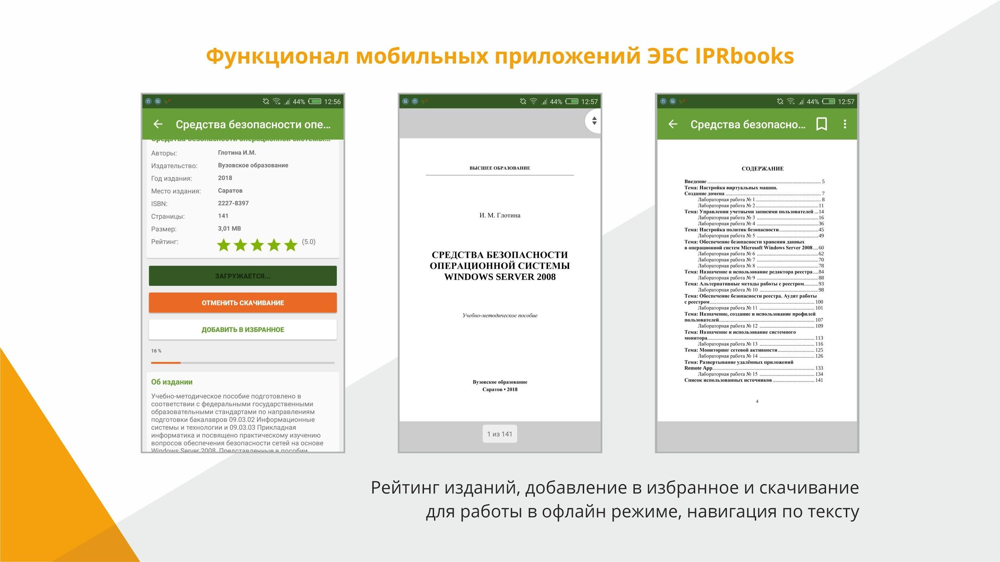 Функционал мобильных приложений ЭБС IPRbooks
44% 12:56
Средства безопасности опе...
Средства безопасности операционной системы...
Авторы: Глотина И.М.
Издательство: Вузовское образование
Год издания: 2018
Место издания: Саратов
ISBN: 2227-8397
Страницы: 141
Размер: 3,01 MB
Рейтинг: (5.0)
ЗАГРУЖАЕТСЯ...
ОТМЕНИТЬ СКАЧИВАНИЕ
ДОБАВИТЬ В ИЗБРАННОЕ
16 %
Об издании
Учебно-методическое пособие подготовлено в
соответствии с федеральными государственными
образовательными стандартами по направлениям
подготовки бакалавров 09.03.02 Информационные
системы и технологии и 09.03.03 Прикладная
информатика и посвящено практическому изучению
вопросов обеспечения безопасности сетей на основе
Windows Server 2008. Представленные в пособии
44% 12:57
ВЫСШЕЕ ОБРАЗОВАНИЕ
И. М. Глотина
СРЕДСТВА БЕЗОПАСНОСТИ
ОПЕРАЦИОННОЙ СИСТЕМЫ
WINDOWS SERVER 2008
Учебно-методическое пособие
Вузовское образование
Саратов • 2018
1 из 141
44% 12:57
Средства безопасно...
СОДЕРЖАНИЕ
Введение ... 5
Тема: Настройка виртуальных машин.
Создание домена ... 7
Лабораторная работа № 1 ... 8
Лабораторная работа № 2 ... 11
Тема: Управления учетными записями пользователей ... 14
Лабораторная работа № 3 ... 16
Лабораторная работа № 4 ... 36
Тема: Настройка политик безопасности ... 45
Лабораторная работа № 5 ... 49
Тема: Обеспечение безопасности хранения данных
в операционной систем Microsoft Windows Server 2008 .... 60
Лабораторная работа № 6 ... 62
Лабораторная работа № 7 ... 70
Лабораторная работа № 8 ... 78
Тема: Назначение и использование редактора реестра .... 84
Лабораторная работа № 9 ... 88
Тема: Альтернативные методы работы с реестром ... 93
Лабораторная работа № 10 ... 98
Тема: Обеспечение безопасности реестра. Аудит работы
с реестром ... 100
Лабораторная работа № 11 ... 101
Тема: Назначение, создание и использование профилей
пользователей ... 107
Лабораторная работа № 12 ... 109
Тема: Назначение и использование системного
монитора ... 113
Лабораторная работа № 13 ... 116
Тема: Мониторинг сетевой активности ... 125
Лабораторная работа № 14 ... 126
Тема: Развертывание удалённых приложений
Remote App ... 133
Лабораторная работа № 15 ... 134
Список использованных источников ... 141
4
Рейтинг изданий, добавление в избранное и скачивание
для работы в офлайн режиме, навигация по тексту